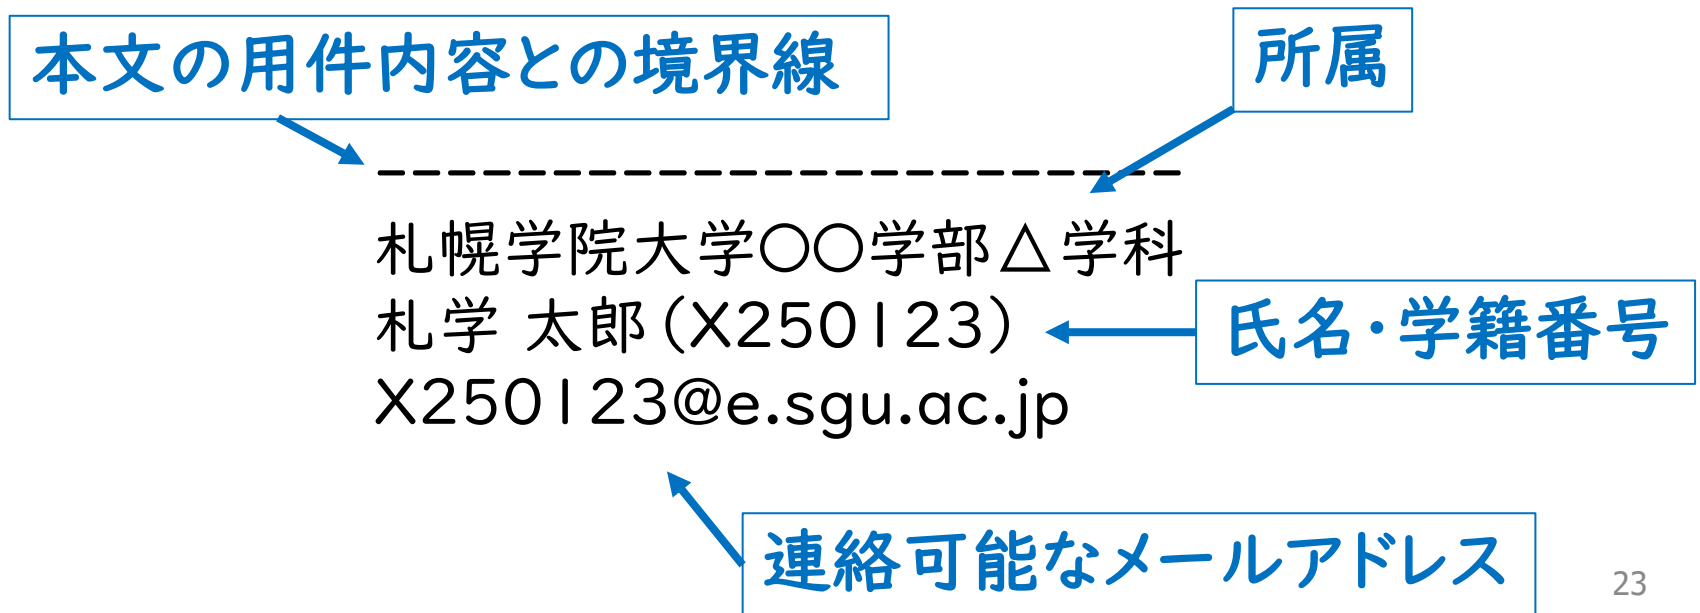 本文の用件内容との境界線
所属
-----------------------
札幌学院大学〇〇学部△学科
札学 太郎(X250123)
氏名・学籍番号
X250123@e.sgu.ac.jp
連絡可能なメールアドレス
23